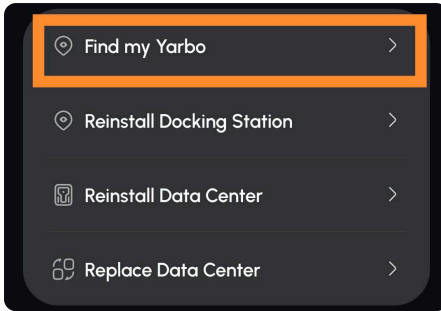 Find my Yarbo
Reinstall Docking Station
Reinstall Data Center
Replace Data Center